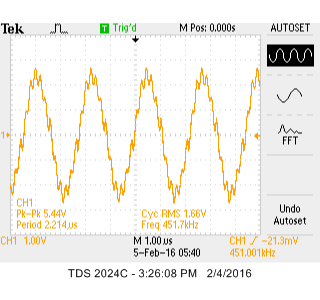 Tek T Trig'd M Pos: 0.000s AUTOSET
1
FFT
CH1
Pk-Pk 5.44V Cyc RMS 1.66V
Period 2.214µs Freq 451.7kHz
Undo
Autoset
CH1 1.00V M 1.00µs CH1 -21.3mV
5-Feb-16 05:40 451.001kHz
TDS 2024C - 3:26:08 PM 2/4/2016